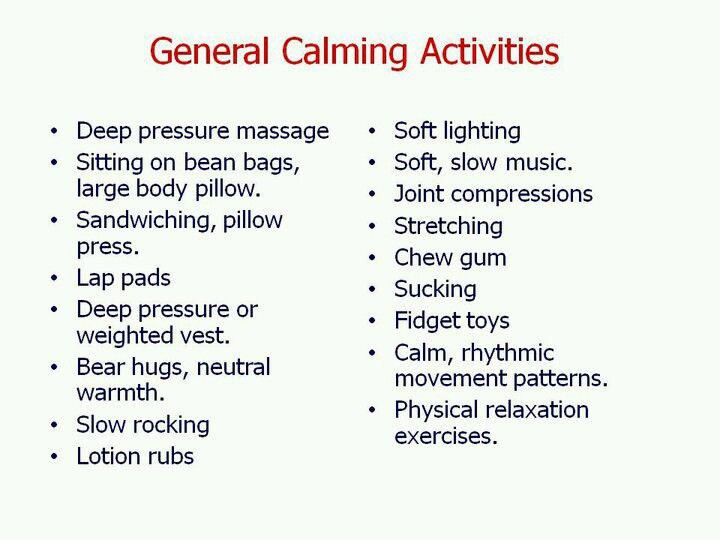 General Calming Activities
• Deep pressure massage
• Sitting on bean bags,
large body pillow.
• Sandwiching, pillow
press.
• Lap pads
• Deep pressure or
weighted vest.
• Bear hugs, neutral
warmth.
• Slow rocking
• Lotion rubs
• Soft lighting
• Soft, slow music.
• Joint compressions
• Stretching
• Chew gum
• Sucking
• Fidget toys
• Calm, rhythmic
movement patterns.
• Physical relaxation
exercises.